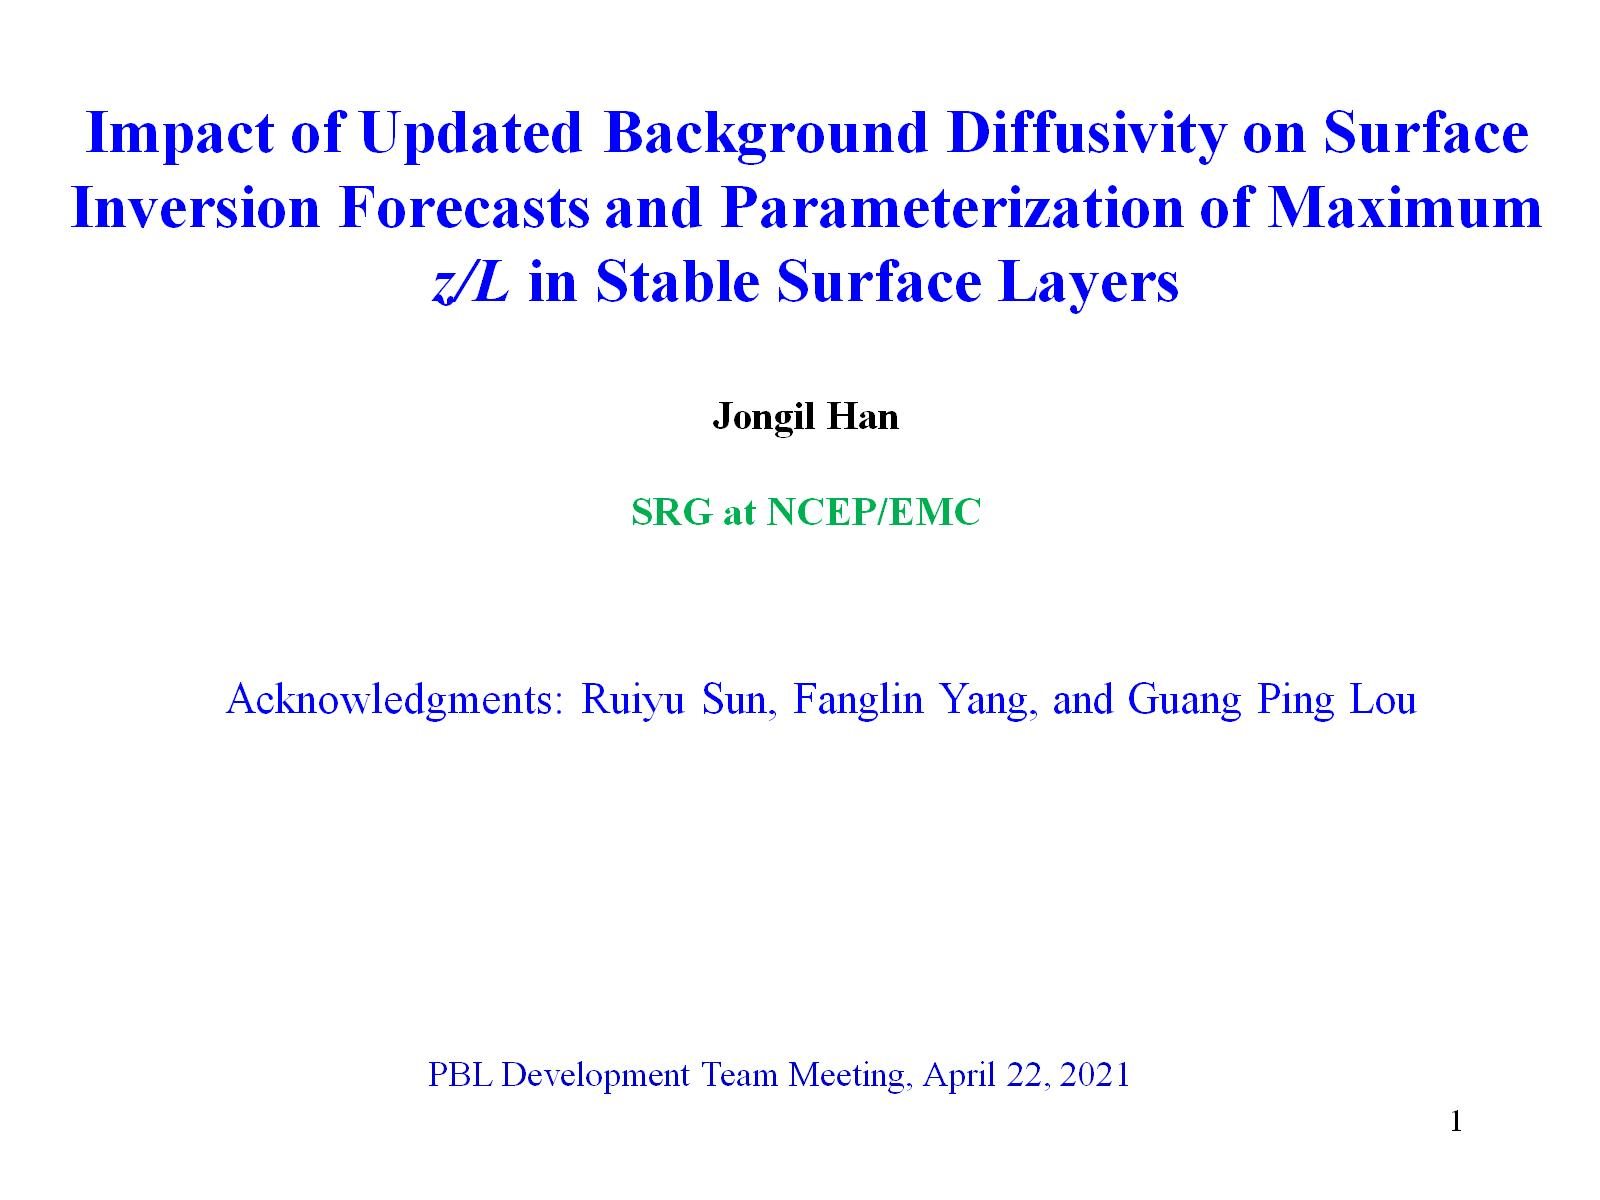 Impact of Updated Background Diffusivity on Surface
Inversion Forecasts and Parameterization of Maximum
z/L in Stable Surface Layers
Jongil Han
SRG at NCEP/EMC
Acknowledgments: Ruiyu Sun, Fanglin Yang, and Guang Ping Lou
PBL Development Team Meeting, April 22, 2021
1